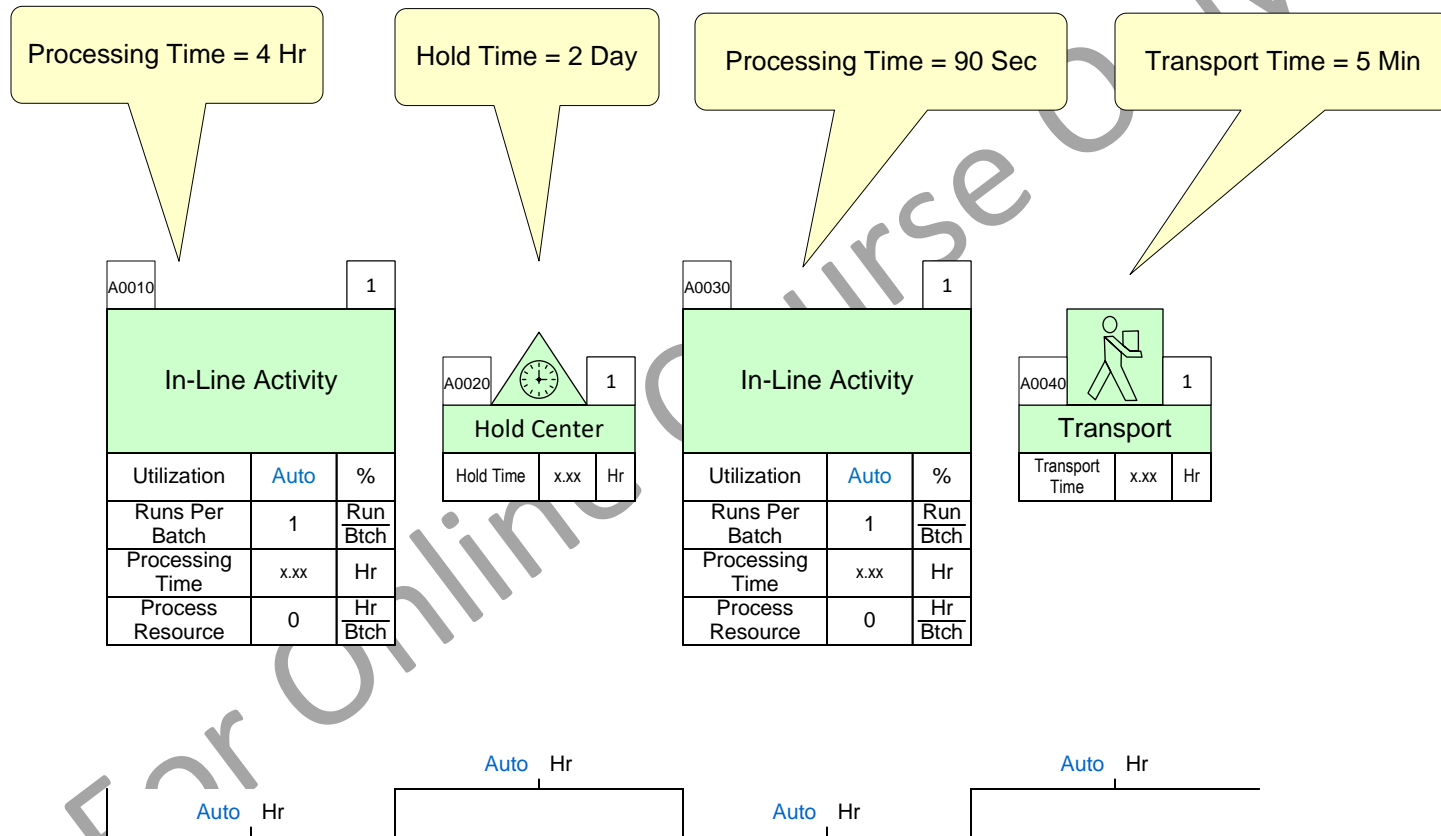 Processing Time = 4 Hr
Hold Time = 2 Day
Processing Time = 90 Sec
Transport Time = 5 Min
A0010
1
In-Line Activity
Utilization Auto %
Runs Per
Batch
1
Run
Btch
Processing
Time
x.xx Hr
Process
Resource
0
Hr
Btch
A0020
1
Hold Center
Hold Time x.xx Hr
A0030
1
In-Line Activity
Utilization Auto %
Runs Per
Batch
1
Run
Btch
Processing
Time
x.xx Hr
Process
Resource
0
Hr
Btch
A0040
1
Transport
Transport
Time
x.xx Hr
Auto Hr
Auto Hr
Auto Hr
Auto Hr
For Online